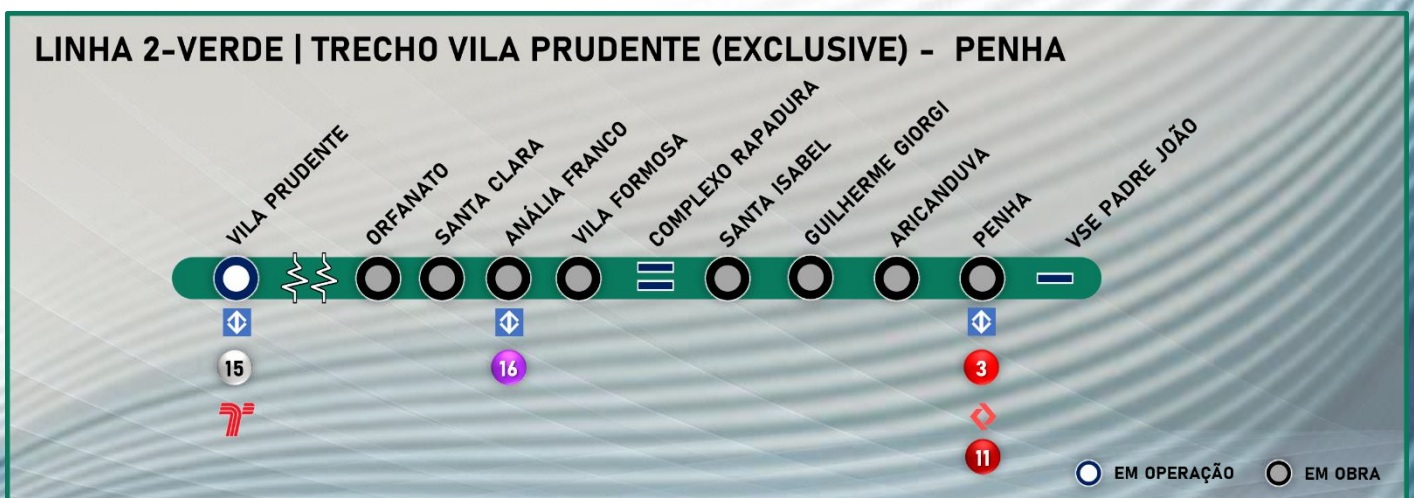 LINHA 2-VERDE | TRECHO VILA PRUDENTE (EXCLUSIVE) - PENHA
VILA PRUDENTE
ORFANATO
SANTA CLARA
ANÁLIA FRANCO
VILA FORMOSA
COMPLEXO RAPADURA
SANTA ISABEL
GUILHERME GIORGI
ARICANDUVA
PENHA
VSE PADRE JOÃO
15
16
3
11
EM OPERAÇÃO
EM OBRA